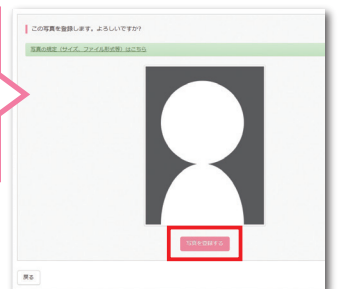 この写真を登録します。よろしいですか?
写真の規定（サイズ、ファイル形式等）はこちら
写真を登録する
戻る